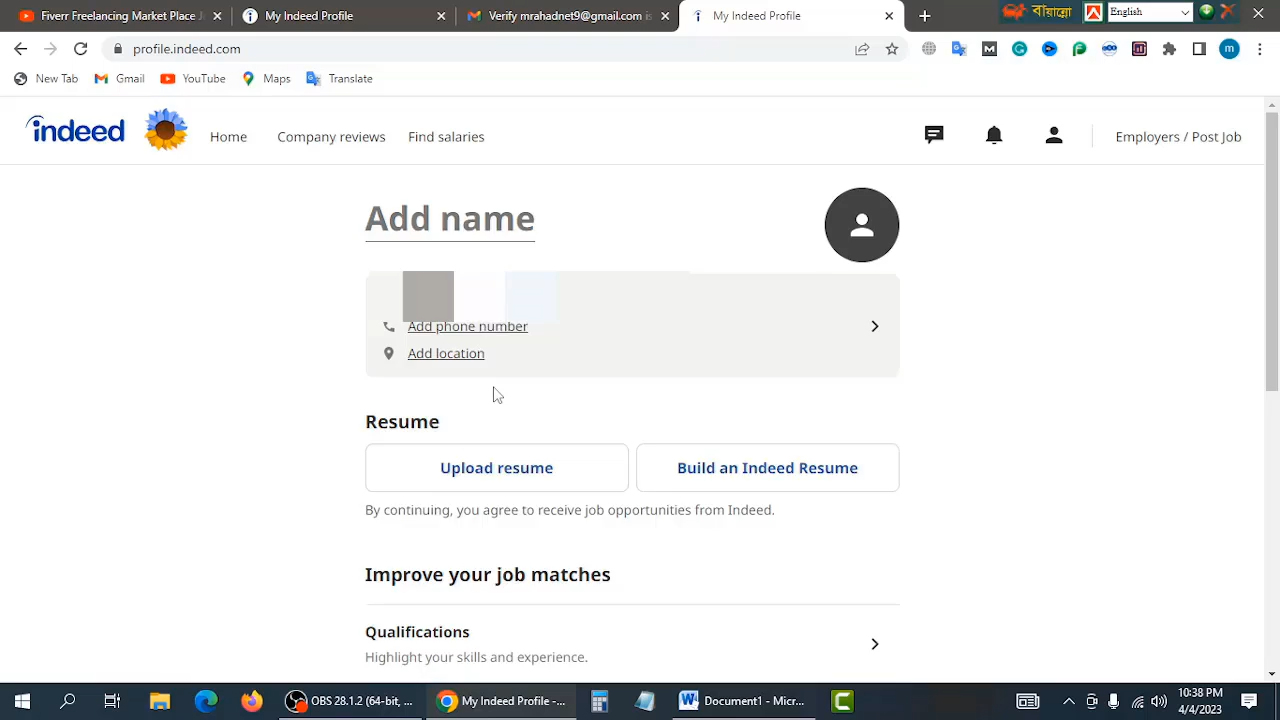 Fiverr Freelancing Market Place J
My Indeed
Verify mrahadnet9@gmail.com is
My Indeed Profile
বায়ান্নো
English
profile.indeed.com
m
New Tab
Gmail
YouTube
Maps
Translate
indeed
Home
Company reviews
Find salaries
Employers / Post Job
Add name
Add phone number
Add location
Resume
Upload resume
Build an Indeed Resume
By continuing, you agree to receive job opportunities from Indeed.
Improve your job matches
Qualifications
Highlight your skills and experience.
OBS 28.1.2 (64-bit, ...
My Indeed Profile...
Document1 - Micr...
10:38 PM
4/4/2023